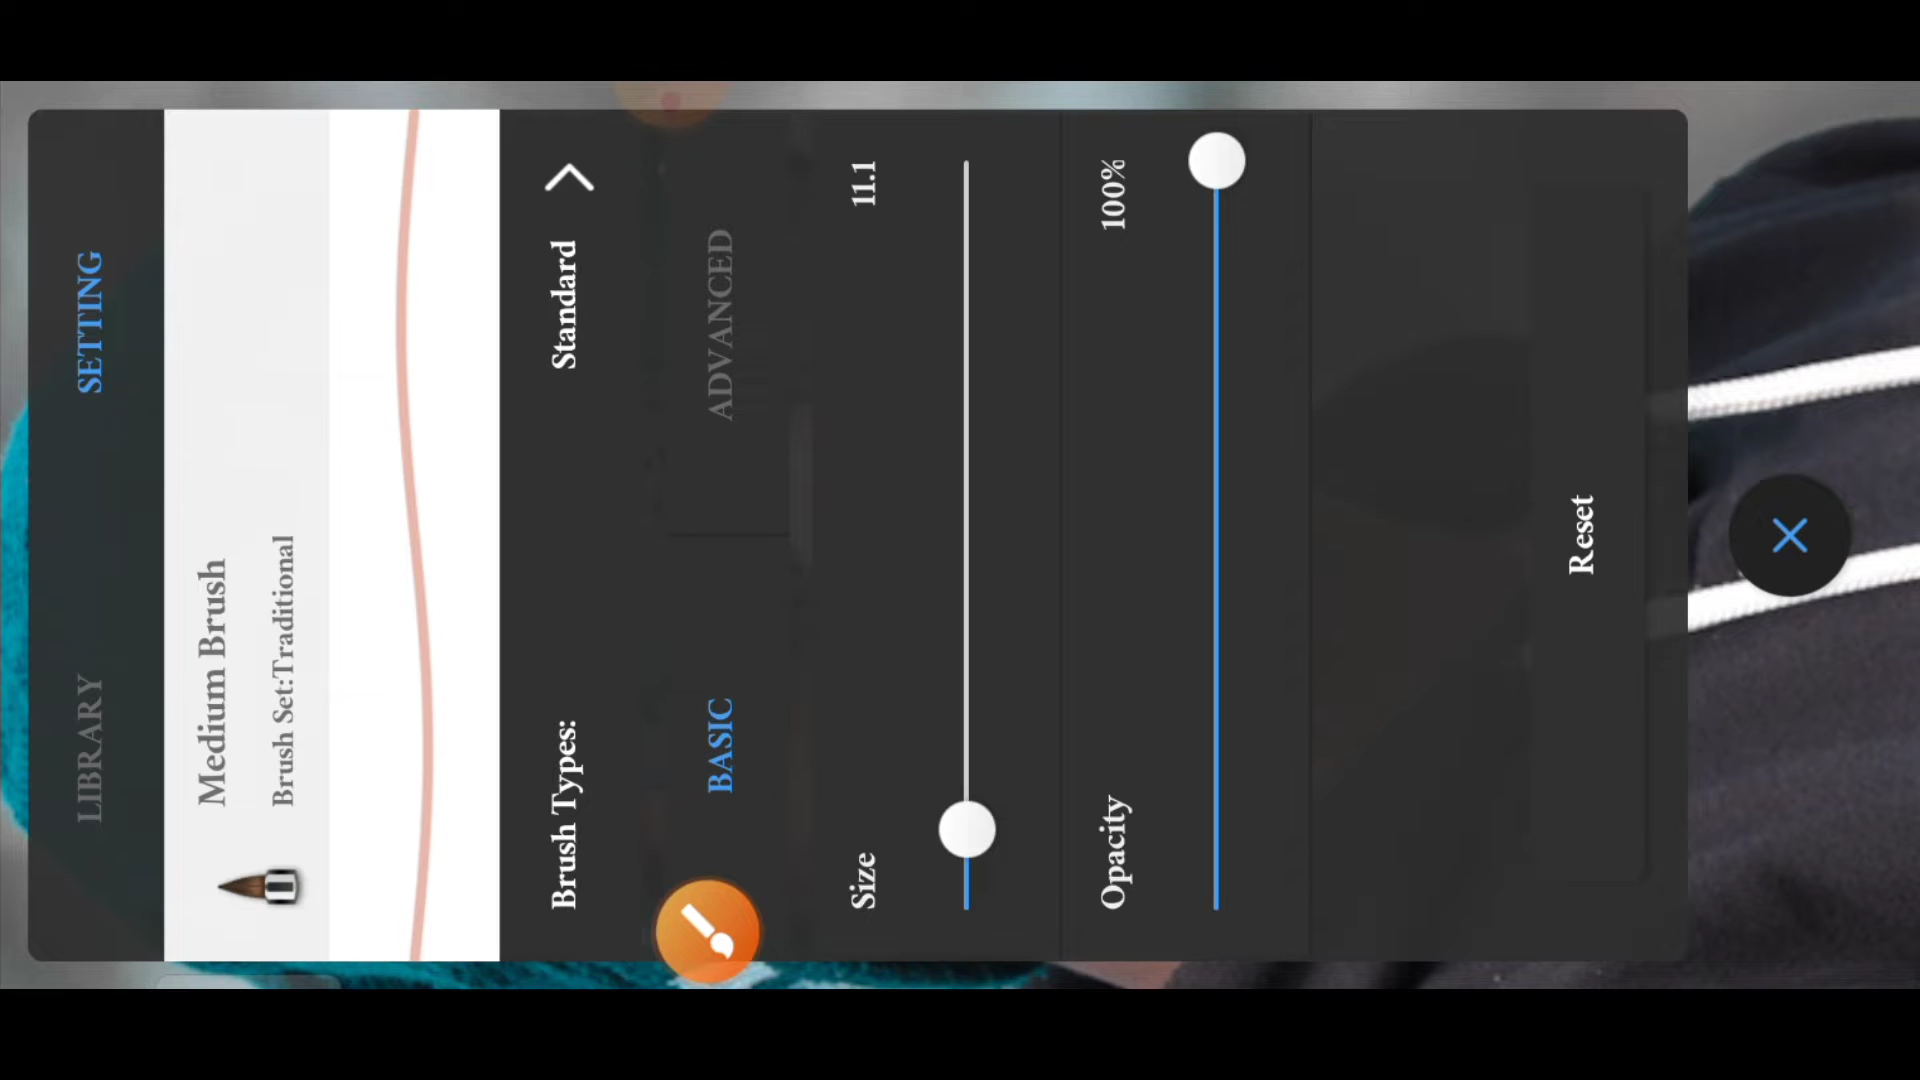 LIBRARY SETTING
Medium Brush
Brush Set:Traditional
Brush Types: Standard
BASIC ADVANCED
Size 11.1
Opacity 100%
Reset